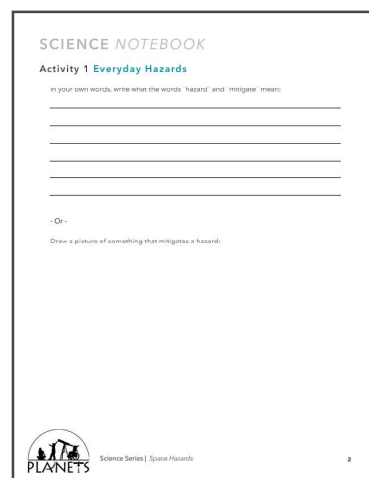 SCIENCE NOTEBOOK
Activity 1 Everyday Hazards
In your own words, write what the words "hazard" and "mitigate" mean:
- Or -
Draw a picture of something that mitigates a hazard:
PLANETS
Science Series | Space Hazards
2